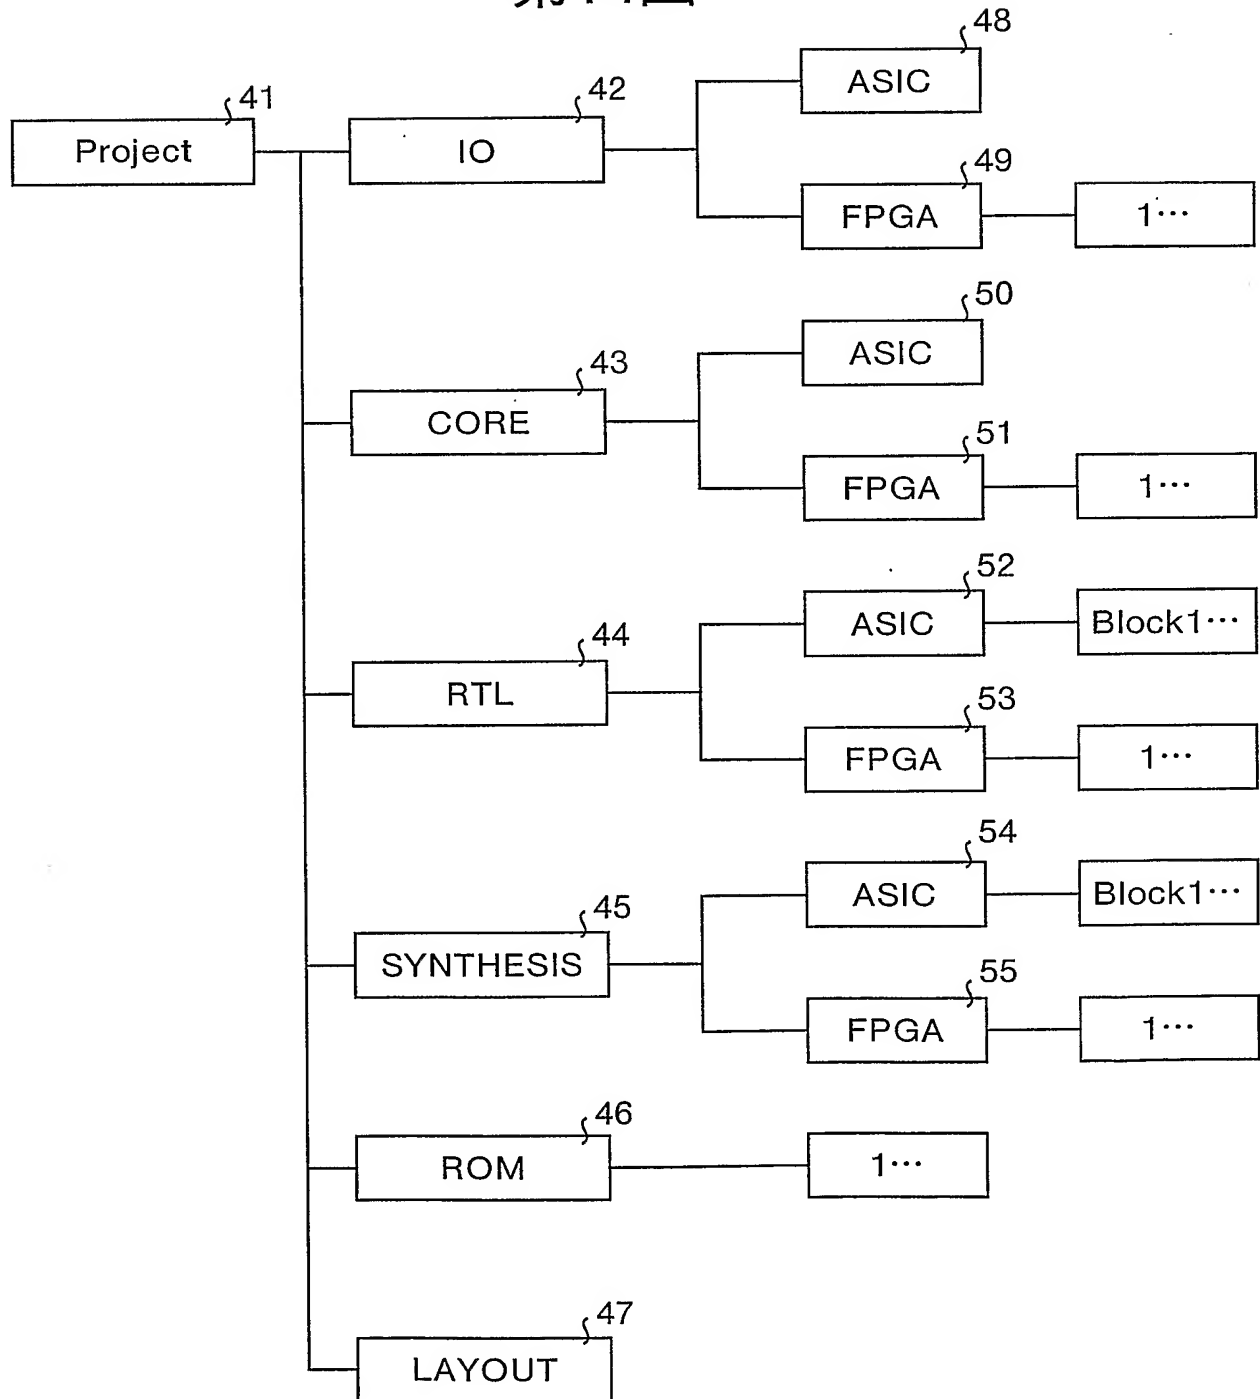 48
ASIC
41
42
Project
IO
49
FPGA
1…
50
ASIC
43
CORE
51
FPGA
1…
52
ASIC
Block1…
44
RTL
53
FPGA
1…
54
ASIC
Block1…
45
SYNTHESIS
55
FPGA
1…
46
ROM
1…
47
LAYOUT